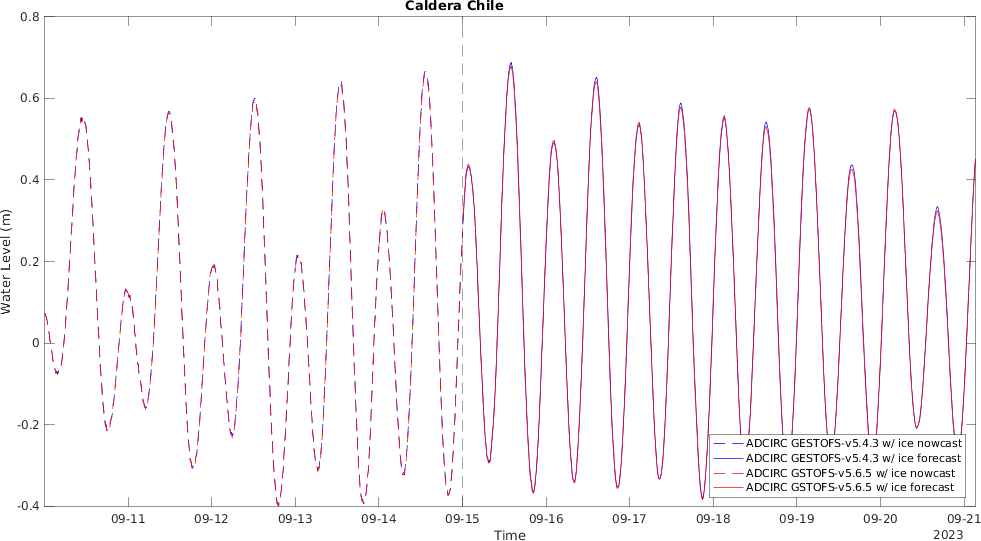 Caldera Chile
0.8
0.6
0.4
0.2
0
-0.2
-0.4
Water Level (m)
ADCIRC GESTOFS-v5.4.3 w/ ice nowcast
ADCIRC GESTOFS-v5.4.3 w/ ice forecast
ADCIRC GSTOFS-v5.6.5 w/ ice nowcast
ADCIRC GSTOFS-v5.6.5 w/ ice forecast
09-11 09-12 09-13 09-14 09-15 09-16 09-17 09-18 09-19 09-20 09-21
Time 2023